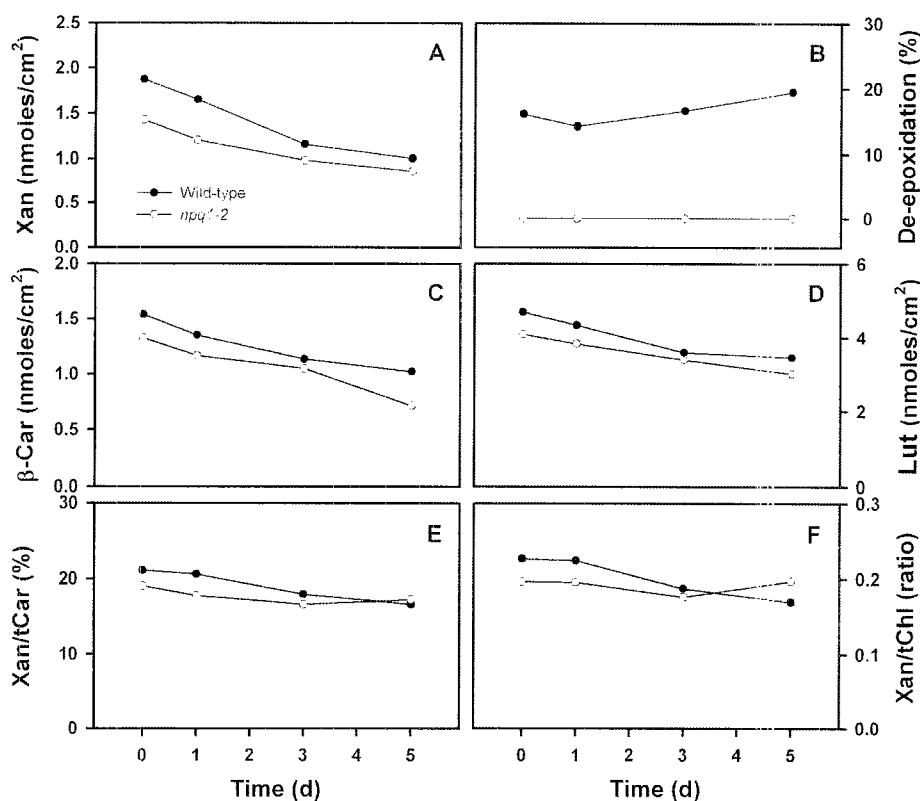 A
Xan (nmoles/cm²)
2.5
2.0
1.5
1.0
0.5
0.0
Wild-type
npq1-2
B
De-epoxidation (%)
30
20
10
0
C
β-Car (nmoles/cm²)
2.0
1.5
1.0
0.5
0.0
D
Lut (nmoles/cm²)
6
4
2
0
E
Xan/tCar (%)
30
20
10
0
F
Xan/tChl (ratio)
0.3
0.2
0.1
0.0
0 1 2 3 4 5
Time (d)
0 1 2 3 4 5
Time (d)